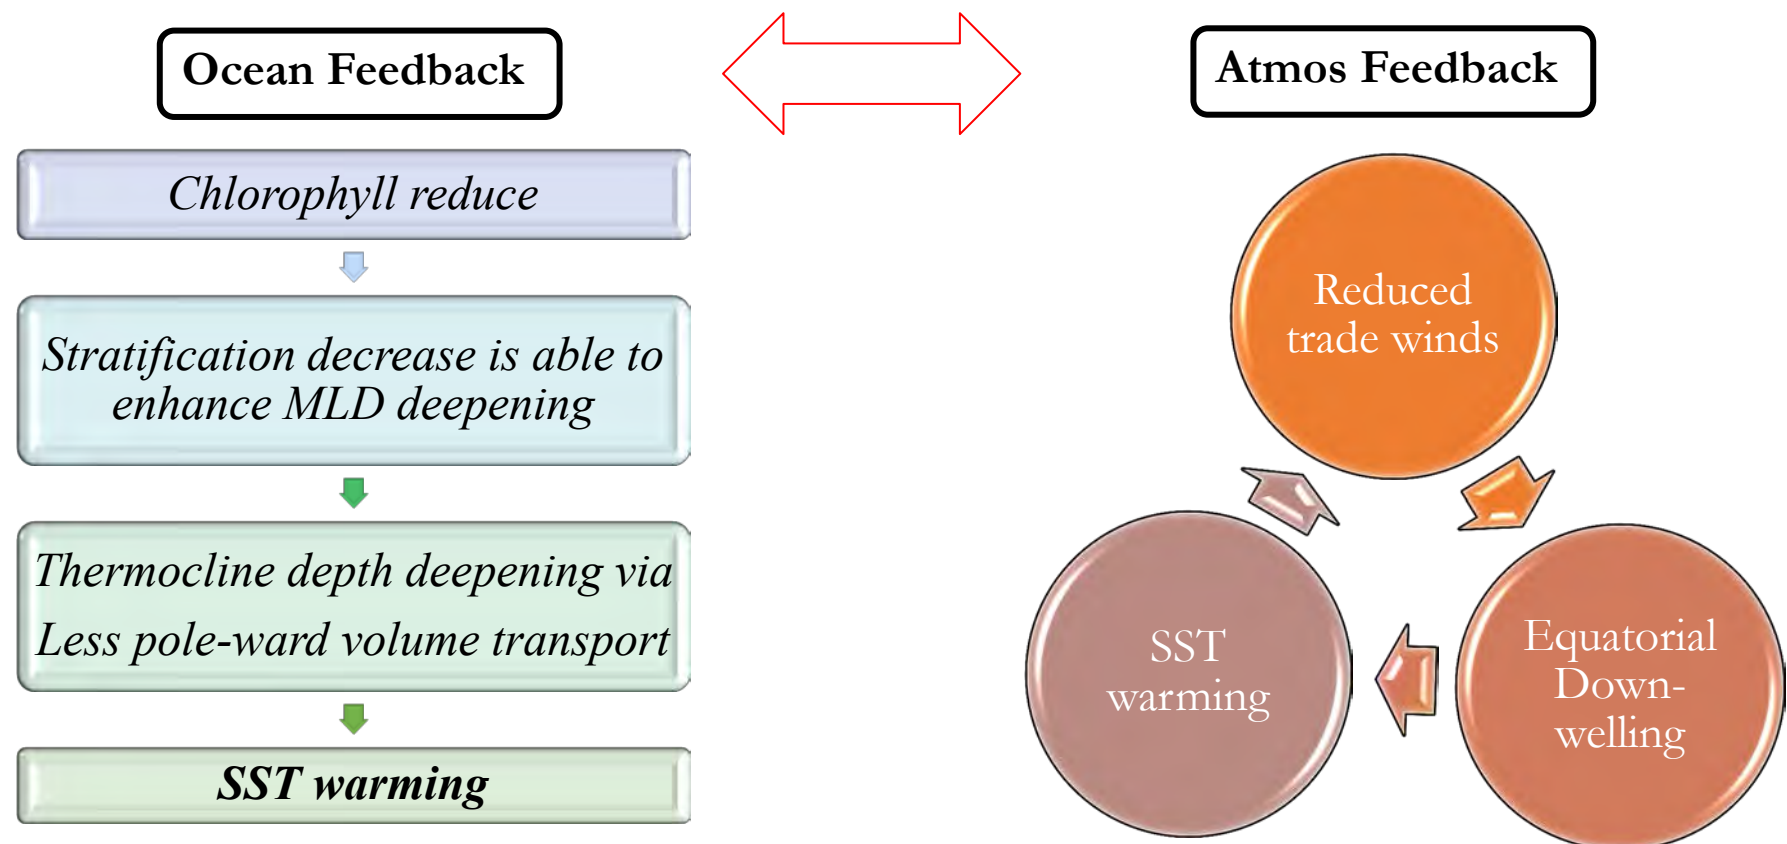 Ocean Feedback
Chlorophyll reduce
Stratification decrease is able to
enhance MLD deepening
Thermocline depth deepening via
Less pole-ward volume transport
SST warming
Atmos Feedback
Reduced
trade winds
Equatorial
Down-
welling
SST
warming